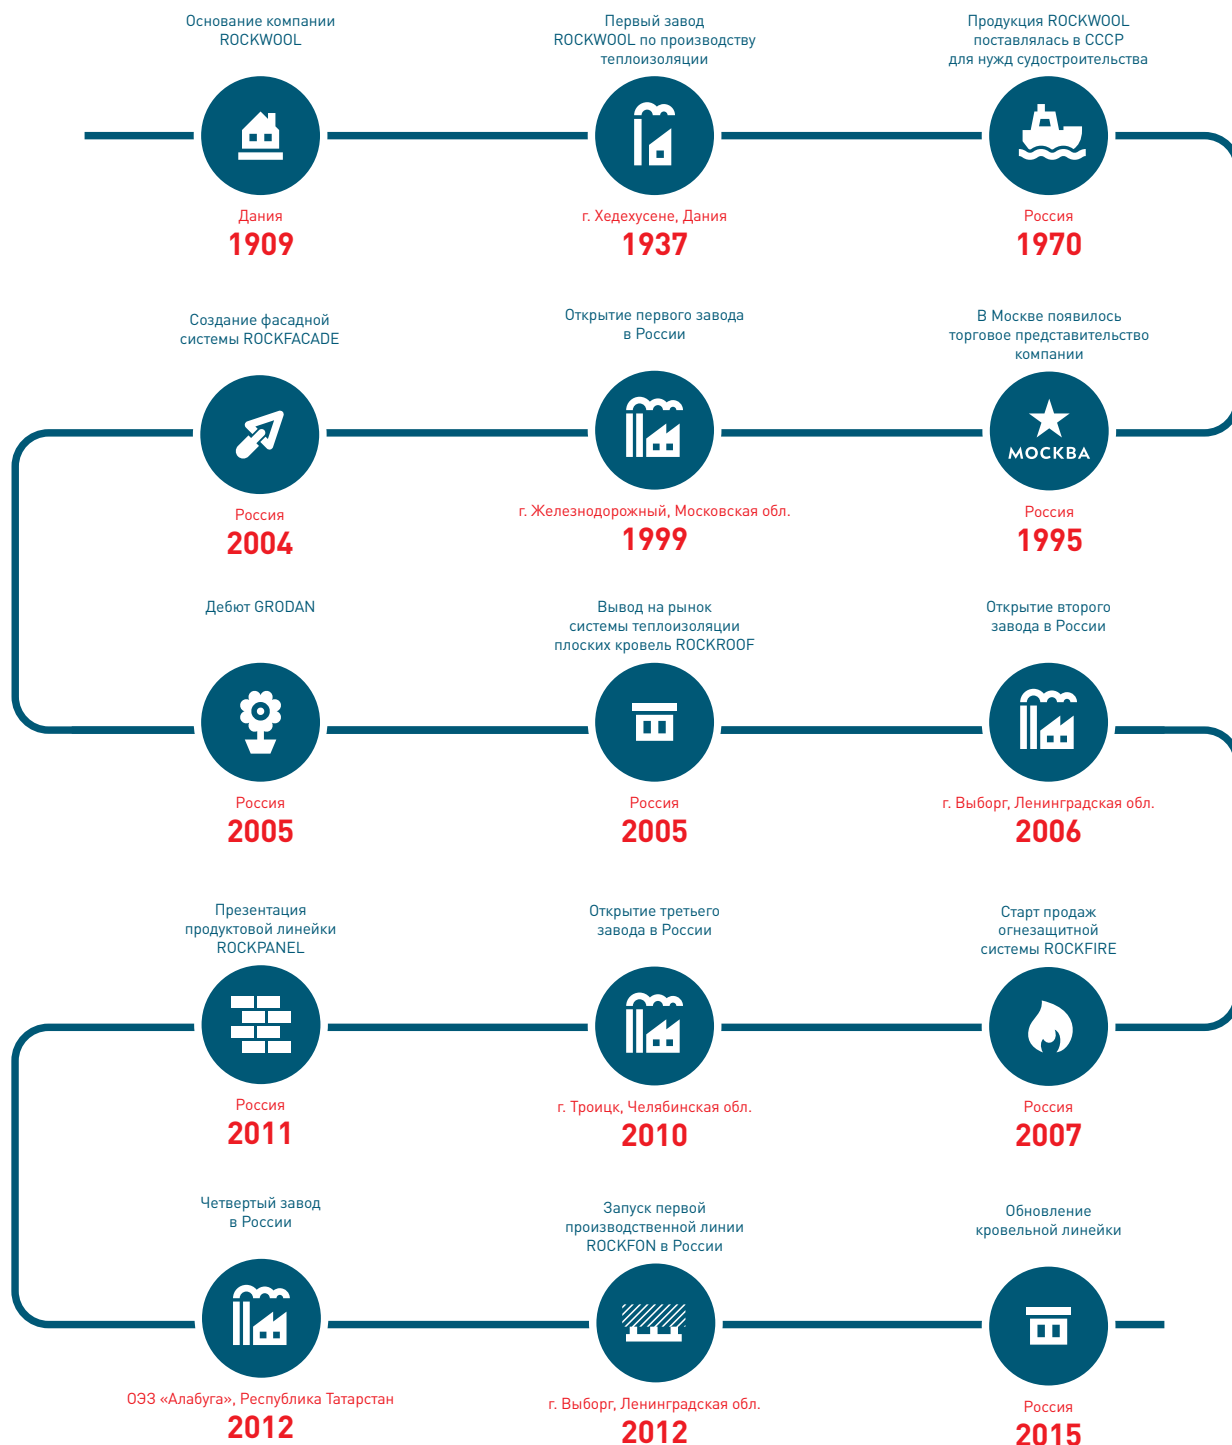 Основание компании
ROCKWOOL
Дания
1909
Первый завод
ROCKWOOL по производству
теплоизоляции
г. Хедехусене, Дания
1937
Продукция ROCKWOOL
поставлялась в СССР
для нужд судостроительства
Россия
1970
В Москве появилось
торговое представительство
компании
МОСКВА
Россия
1995
Открытие первого завода
в России
г. Железнодорожный, Московская обл.
1999
Создание фасадной
системы ROCKFACADE
Россия
2004
Дебют GRODAN
Россия
2005
Вывод на рынок
системы теплоизоляции
плоских кровель ROCKROOF
Россия
2005
Открытие второго
завода в России
г. Выборг, Ленинградская обл.
2006
Старт продаж
огнезащитной
системы ROCKFIRE
Россия
2007
Открытие третьего
завода в России
г. Троицк, Челябинская обл.
2010
Презентация
продуктовой линейки
ROCKPANEL
Россия
2011
Четвертый завод
в России
ОЭЗ «Алабуга», Республика Татарстан
2012
Запуск первой
производственной линии
ROCKFON в России
г. Выборг, Ленинградская обл.
2012
Обновление
кровельной линейки
Россия
2015